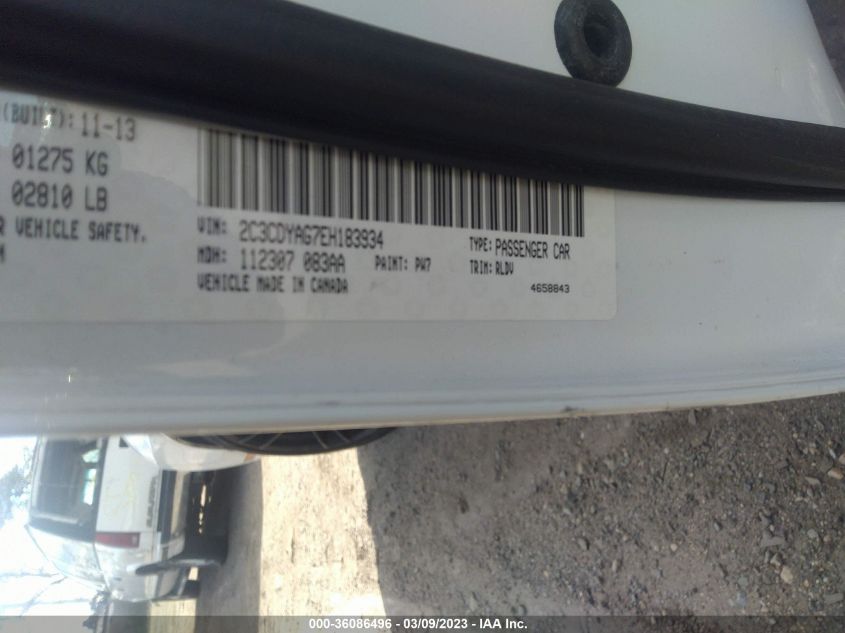 (BUILT): 11-13
01275 KG
02810 LB
VEHICLE SAFETY.
VIN: 2C3CDYAG7EH183934
MDH: 112307 083AA
PAINT: PW7
VEHICLE MADE IN CANADA
TYPE: PASSENGER CAR
TRIM: RLDV
4658843
000-36086496 - 03/09/2023 - IAA Inc.